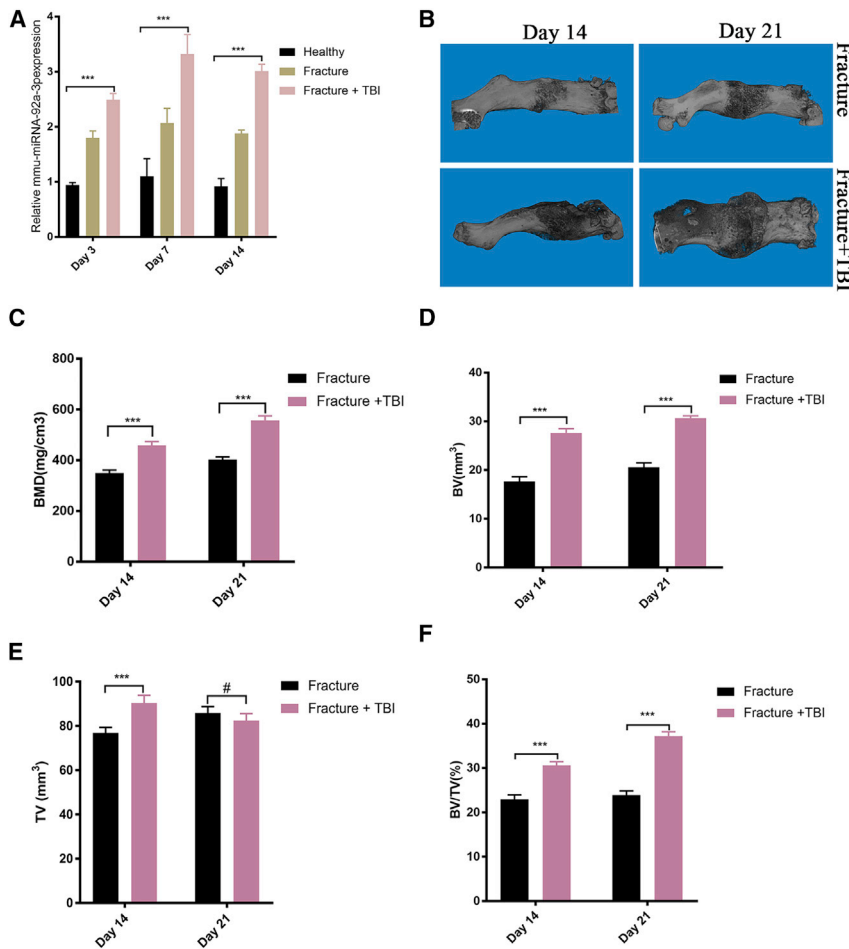 A
Relative mmu-miRNA-92a-3pexpression
4
3
2
1
0
***
***
***
Day 3
Day 7
Day 14
Healthy
Fracture
Fracture + TBI
B
Day 14
Day 21
Fracture
Fracture+TBI
C
BMD(mg/cm3)
800
600
400
200
0
***
***
Day 14
Day 21
Fracture
Fracture +TBI
D
BV(mm³)
40
30
20
10
0
***
***
Day 14
Day 21
Fracture
Fracture +TBI
E
TV (mm³)
100
80
60
40
20
0
***
#
Day 14
Day 21
Fracture
Fracture + TBI
F
BV/TV(%)
50
40
30
20
10
0
***
***
Day 14
Day 21
Fracture
Fracture +TBI